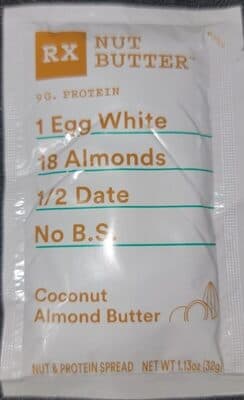 RX NUT
BUTTER™
9G. PROTEIN
1 Egg White
18 Almonds
1/2 Date
No B.S.
Coconut
Almond Butter
NUT & PROTEIN SPREAD NET WT 1.13oz (32g)